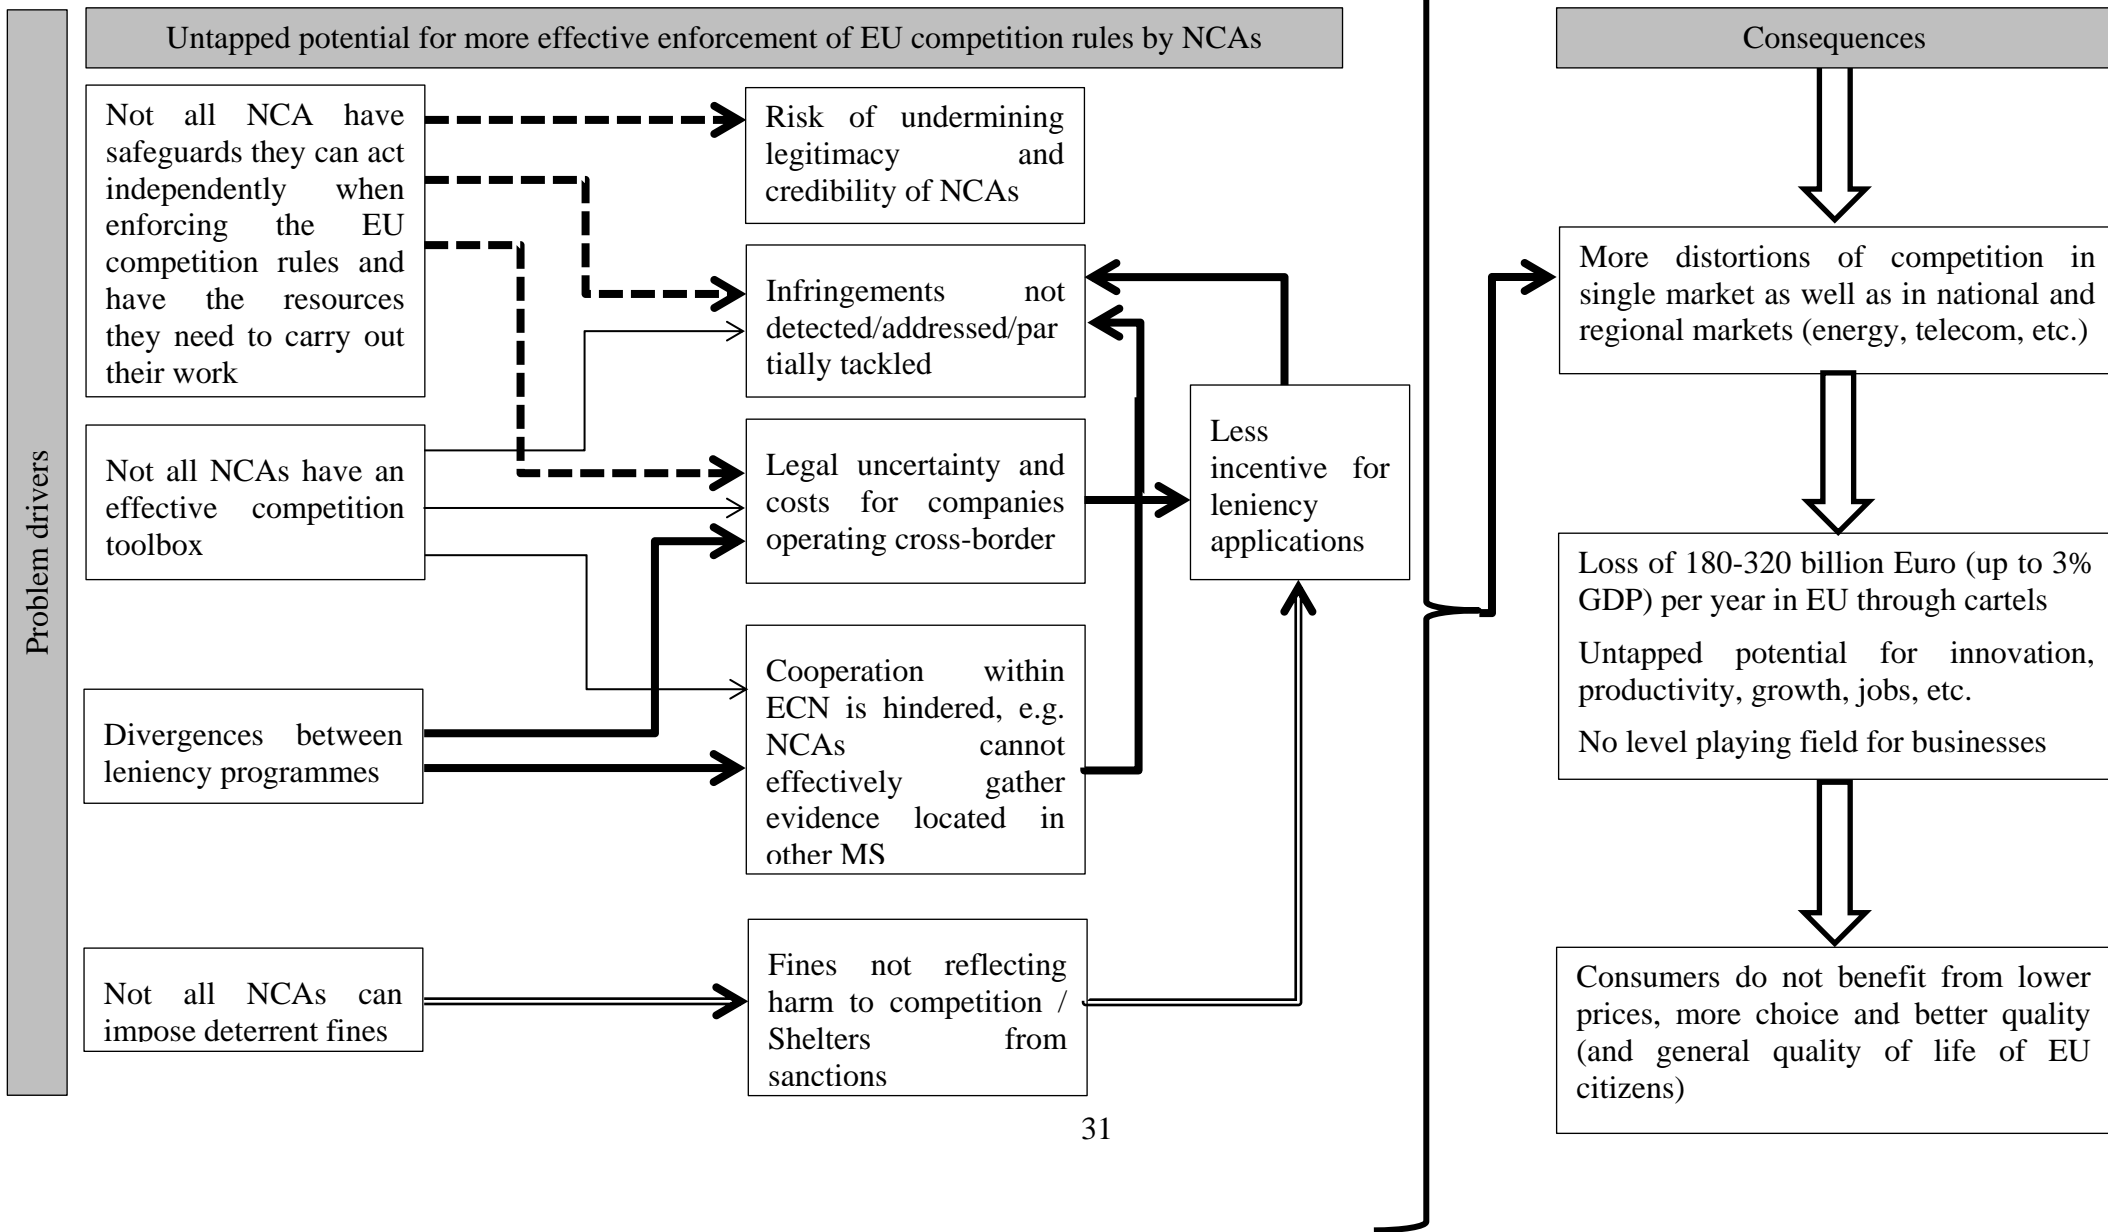 Untapped potential for more effective enforcement of EU competition rules by NCAs
Consequences
Problem drivers
Not all NCA have
safeguards they can act
independently when
enforcing the EU
competition rules and
have the resources
they need to carry out
their work
Not all NCAs have an
effective competition
toolbox
Divergences between
leniency programmes
Not all NCAs can
impose deterrent fines
Risk of undermining
legitimacy and
credibility of NCAs
Infringements not
detected/addressed/par
tially tackled
Legal uncertainty and
costs for companies
operating cross-border
Cooperation within
ECN is hindered, e.g.
NCAs cannot
effectively gather
evidence located in
other MS
Fines not reflecting
harm to competition /
Shelters from
sanctions
Less
incentive for
leniency
applications
More distortions of competition in
single market as well as in national and
regional markets (energy, telecom, etc.)
Loss of 180-320 billion Euro (up to 3%
GDP) per year in EU through cartels
Untapped potential for innovation,
productivity, growth, jobs, etc.
No level playing field for businesses
Consumers do not benefit from lower
prices, more choice and better quality
(and general quality of life of EU
citizens)
31